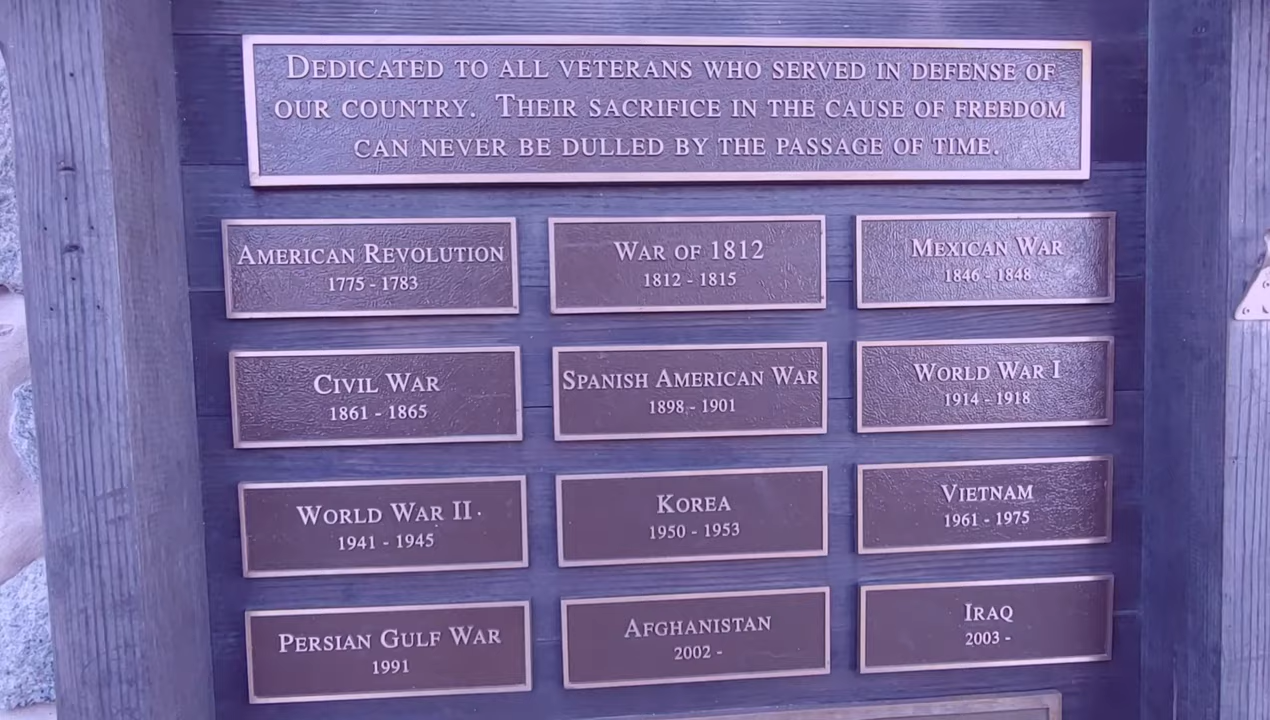 DEDICATED TO ALL VETERANS WHO SERVED IN DEFENSE OF
OUR COUNTRY. THEIR SACRIFICE IN THE CAUSE OF FREEDOM
CAN NEVER BE DULLED BY THE PASSAGE OF TIME.
AMERICAN REVOLUTION
1775 - 1783
WAR OF 1812
1812 - 1815
MEXICAN WAR
1846 - 1848
CIVIL WAR
1861 - 1865
SPANISH AMERICAN WAR
1898 - 1901
WORLD WAR I
1914 - 1918
WORLD WAR II
1941 - 1945
KOREA
1950 - 1953
VIETNAM
1961 - 1975
PERSIAN GULF WAR
1991
AFGHANISTAN
2002 -
IRAQ
2003 -